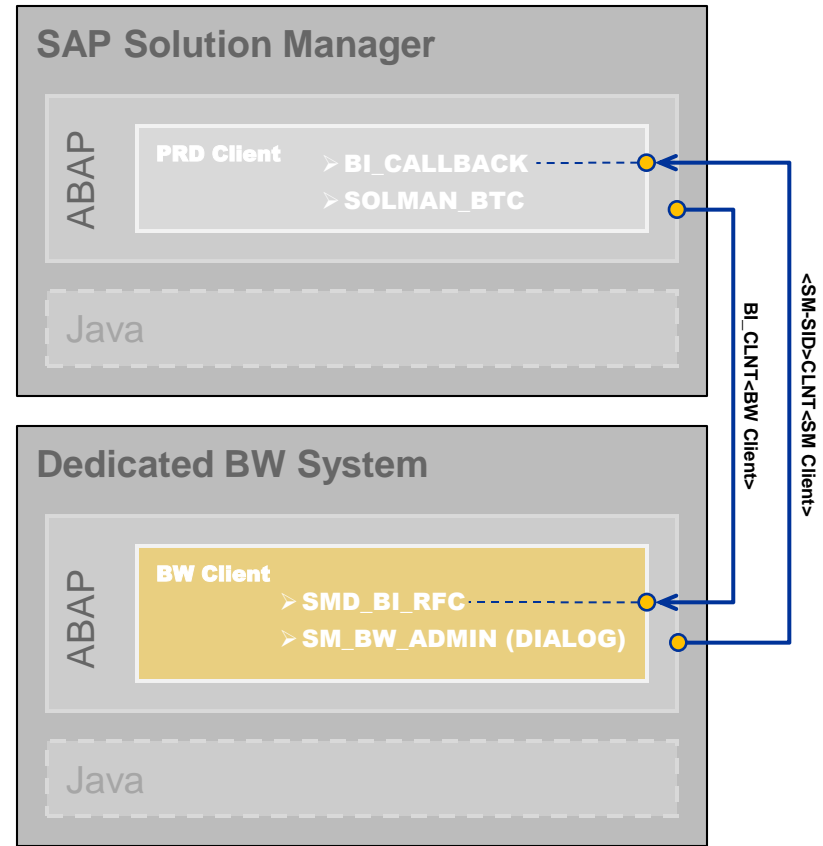 SAP Solution Manager
ABAP
PRD Client
➢ BI_CALLBACK
➢ SOLMAN_BTC
Java
BI_CLNT<BW Client>
<SM-SID>CLNT<SM Client>
Dedicated BW System
ABAP
BW Client
➢ SMD_BI_RFC
➢ SM_BW_ADMIN (DIALOG)
Java